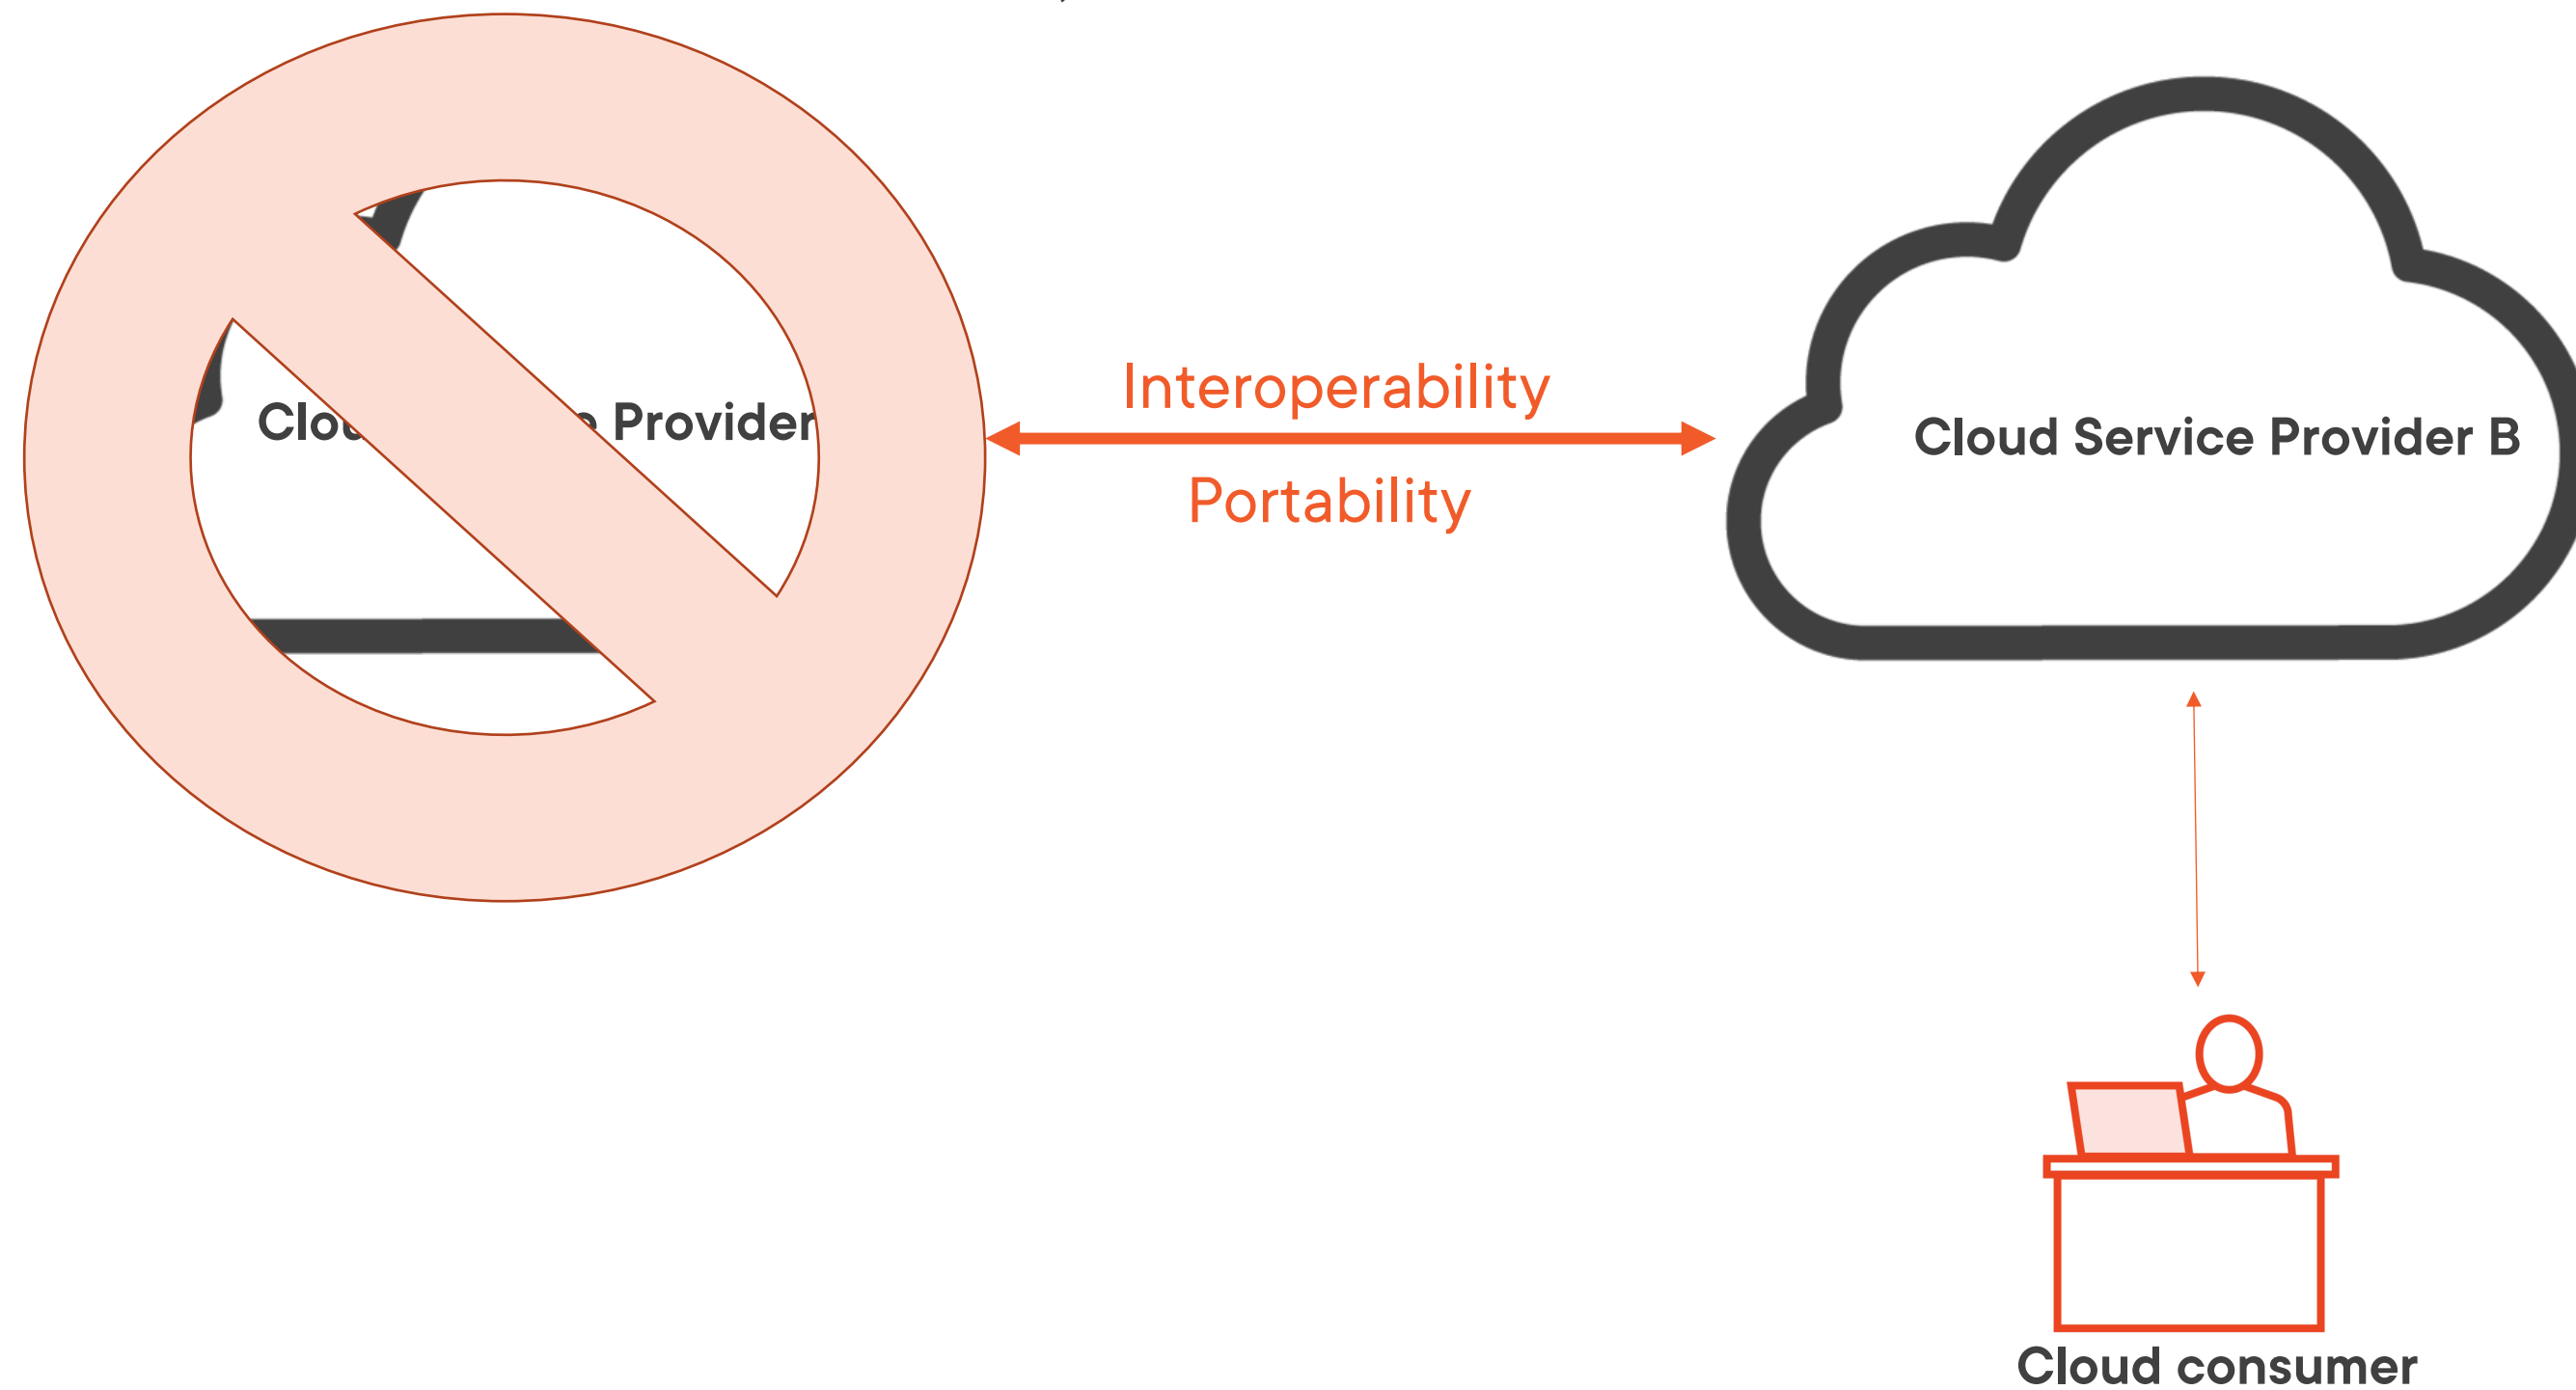 Interoperability
Clo Provider
Cloud Service Provider B
Portability
Cloud consumer